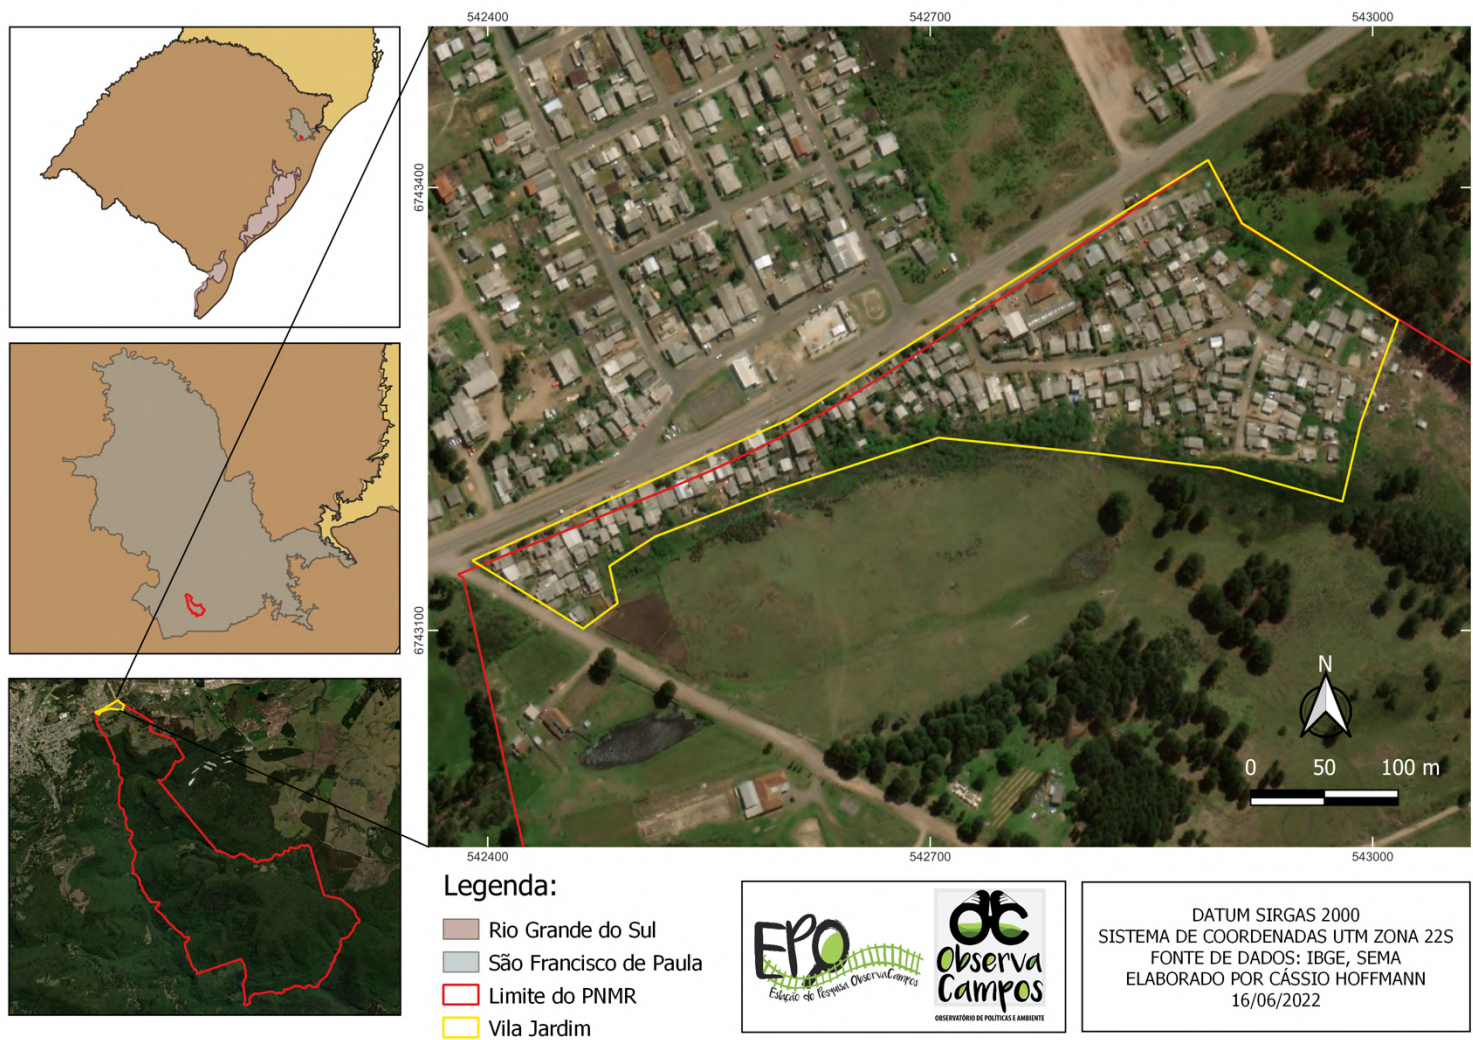 542400
542700
543000
6743400
6743100
N
0 50 100 m
542400
542700
543000
Legenda:
Rio Grande do Sul
São Francisco de Paula
Limite do PNMR
Vila Jardim
EPO
Estação de Pesquisa ObservaCampos
OC
Observa
Campos
OBSERVATÓRIO DE POLÍTICAS E AMBIENTE
DATUM SIRGAS 2000
SISTEMA DE COORDENADAS UTM ZONA 22S
FONTE DE DADOS: IBGE, SEMA
ELABORADO POR CÁSSIO HOFFMANN
16/06/2022